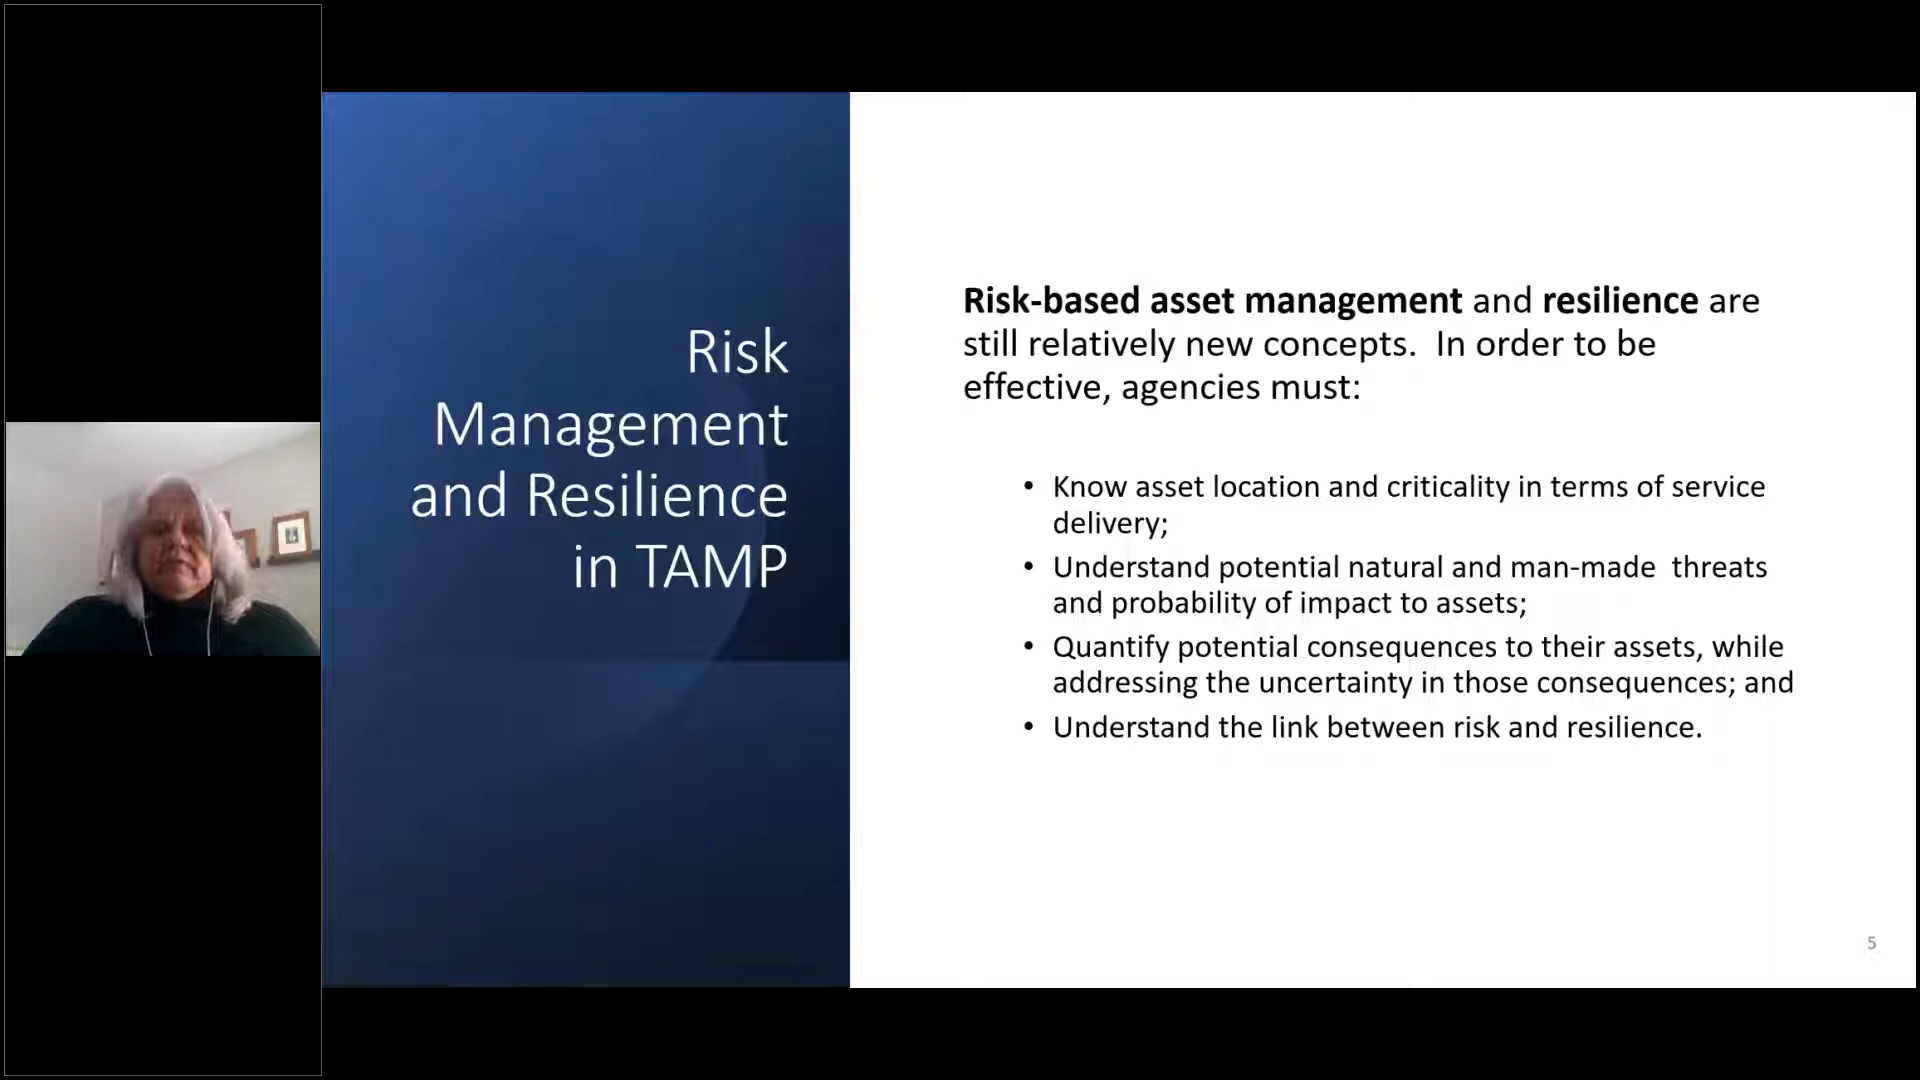 Risk
Management
and Resilience
in TAMP
Risk-based asset management and resilience are
still relatively new concepts.  In order to be
effective, agencies must:
• Know asset location and criticality in terms of service
delivery;
• Understand potential natural and man-made  threats
and probability of impact to assets;
• Quantify potential consequences to their assets, while
addressing the uncertainty in those consequences; and
• Understand the link between risk and resilience.
5